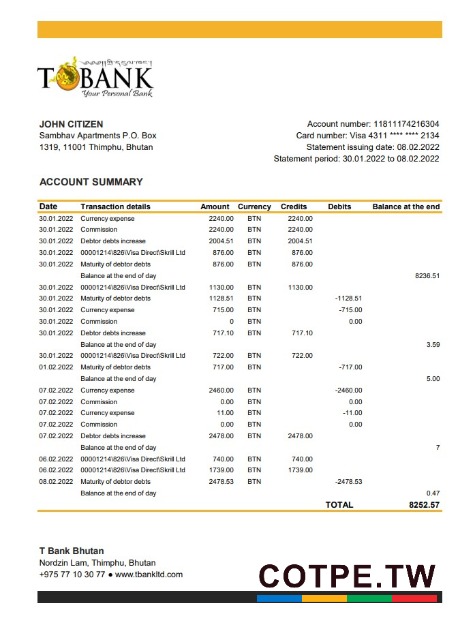 T BANK
Your Personal Bank
JOHN CITIZEN
Sambhav Apartments P.O. Box
1319, 11001 Thimphu, Bhutan
Account number: 11811174216304
Card number: Visa 4311 **** **** 2134
Statement issuing date: 08.02.2022
Statement period: 30.01.2022 to 08.02.2022
ACCOUNT SUMMARY
Date Transaction details Amount Currency Credits Debits Balance at the end
30.01.2022 Currency expense 2240.00 BTN 2240.00
30.01.2022 Commission 2240.00 BTN 2240.00
30.01.2022 Debtor debts increase 2004.51 BTN 2004.51
30.01.2022 00001214\826\Visa Direct\Skrill Ltd 876.00 BTN 876.00
30.01.2022 Maturity of debtor debts 876.00 BTN 876.00
Balance at the end of day 8236.51
30.01.2022 00001214\826\Visa Direct\Skrill Ltd 1130.00 BTN 1130.00
30.01.2022 Maturity of debtor debts 1128.51 BTN -1128.51
30.01.2022 Currency expense 715.00 BTN -715.00
30.01.2022 Commission 0 BTN 0.00
30.01.2022 Debtor debts increase 717.10 BTN 717.10
Balance at the end of day 3.59
30.01.2022 00001214\826\Visa Direct\Skrill Ltd 722.00 BTN 722.00
01.02.2022 Maturity of debtor debts 717.00 BTN -717.00
Balance at the end of day 5.00
07.02.2022 Currency expense 2460.00 BTN -2460.00
07.02.2022 Commission 0.00 BTN 0.00
07.02.2022 Currency expense 11.00 BTN -11.00
07.02.2022 Commission 0.00 BTN 0.00
07.02.2022 Debtor debts increase 2478.00 BTN 2478.00
Balance at the end of day 7
06.02.2022 00001214\826\Visa Direct\Skrill Ltd 740.00 BTN 740.00
06.02.2022 00001214\826\Visa Direct\Skrill Ltd 1739.00 BTN 1739.00
08.02.2022 Maturity of debtor debts 2478.53 BTN -2478.53
Balance at the end of day 0.47
TOTAL 8252.57
T Bank Bhutan
Nordzin Lam, Thimphu, Bhutan
+975 77 10 30 77 ● www.tbankltd.com
COTPE.TW